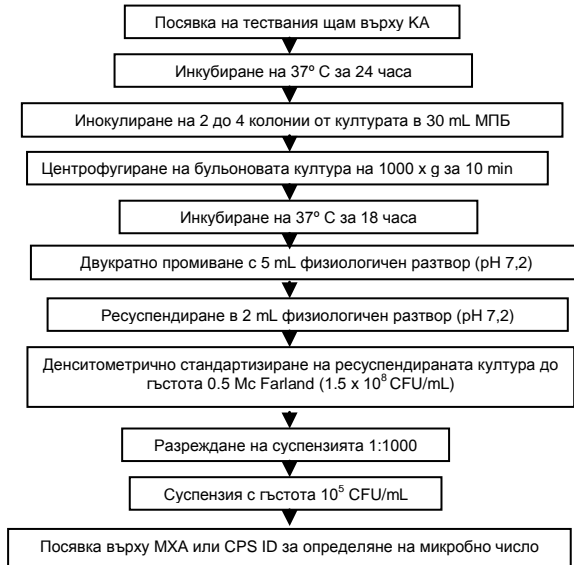 Посявка на тествания щам върху КА
Инкубиране на 37º С за 24 часа
Инокулиране на 2 до 4 колонии от културата в 30 mL МПБ
Центрофугиране на бульоновата култура на 1000 x g за 10 min
Инкубиране на 37º С за 18 часа
Двукратно промиване с 5 mL физиологичен разтвор (pH 7,2)
Ресуспендиране в 2 mL физиологичен разтвор (pH 7,2)
Денситометрично стандартизиране на ресуспендираната култура до
гъстота 0.5 Mc Farland (1.5 x 10⁸ CFU/mL)
Разреждане на суспензията 1:1000
Суспензия с гъстота 10⁵ CFU/mL
Посявка върху МХА или CPS ID за определяне на микробно число